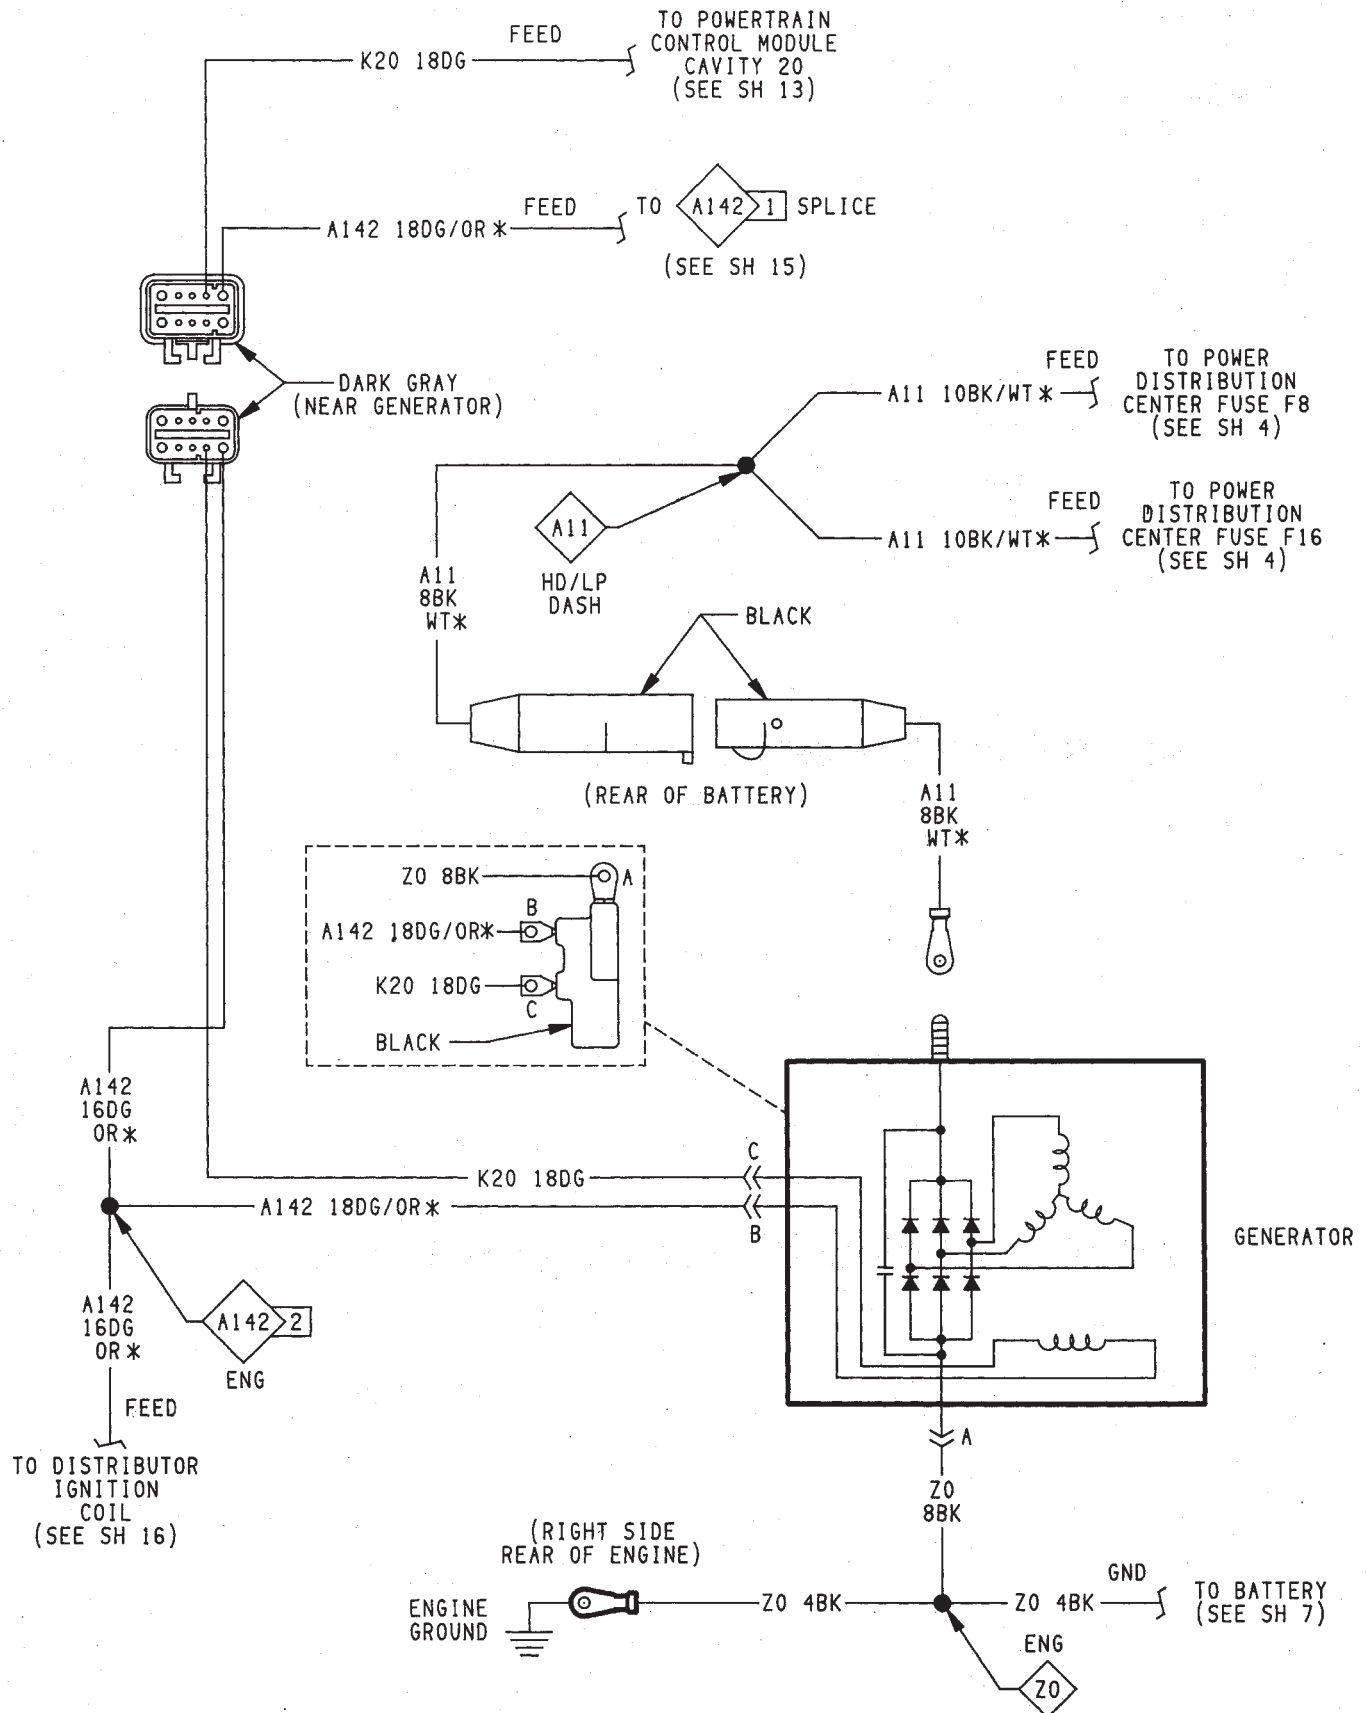 TO POWERTRAIN
CONTROL MODULE
CAVITY 20
(SEE SH 13)
FEED
K20 18DG
FEED
TO A142 1 SPLICE
A142 18DG/OR*
(SEE SH 15)
DARK GRAY
(NEAR GENERATOR)
FEED
TO POWER
DISTRIBUTION
CENTER FUSE F8
(SEE SH 4)
A11 10BK/WT*
FEED
TO POWER
DISTRIBUTION
CENTER FUSE F16
(SEE SH 4)
A11 10BK/WT*
A11
HD/LP
DASH
A11
8BK
WT*
BLACK
(REAR OF BATTERY)
A11
8BK
WT*
Z0 8BK
A
B
A142 18DG/OR*
K20 18DG
C
BLACK
A142
16DG
OR*
C
K20 18DG
A142 18DG/OR*
B
GENERATOR
A142
16DG
OR*
A142 2
ENG
FEED
TO DISTRIBUTOR
IGNITION
COIL
(SEE SH 16)
A
Z0
8BK
(RIGHT SIDE
REAR OF ENGINE)
ENGINE
GROUND
Z0 4BK
Z0 4BK
GND
TO BATTERY
(SEE SH 7)
ENG
Z0